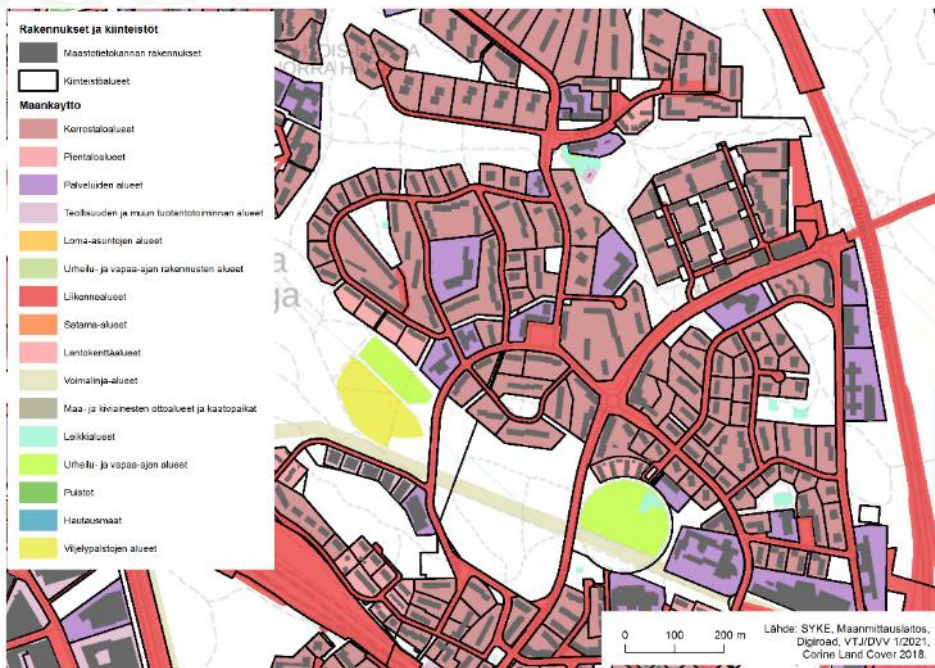 Rakennukset ja kiinteistöt
Maastotietokannan rakennukset
Kiinteistöalueet
Maankäyttö
Kerrostaloalueet
Pientaloalueet
Palveluiden alueet
Teollisuuden ja muun tuotantotoiminnan alueet
Loma-asuntojen alueet
Urheilu- ja vapaa-ajan rakennusten alueet
Liikennealueet
Satama-alueet
Lentokenttäalueet
Voimalinja-alueet
Maa- ja kiviainesten ottoalueet ja kaatopaikat
Leikkialueet
Urheilu- ja vapaa-ajan alueet
Puistot
Hautausmaat
Viljelypalstojen alueet
0 100 200 m
Lähde: SYKE, Maanmittauslaitos,
Digiroad, VTJ/DVV 1/2021,
Corine Land Cover 2018.